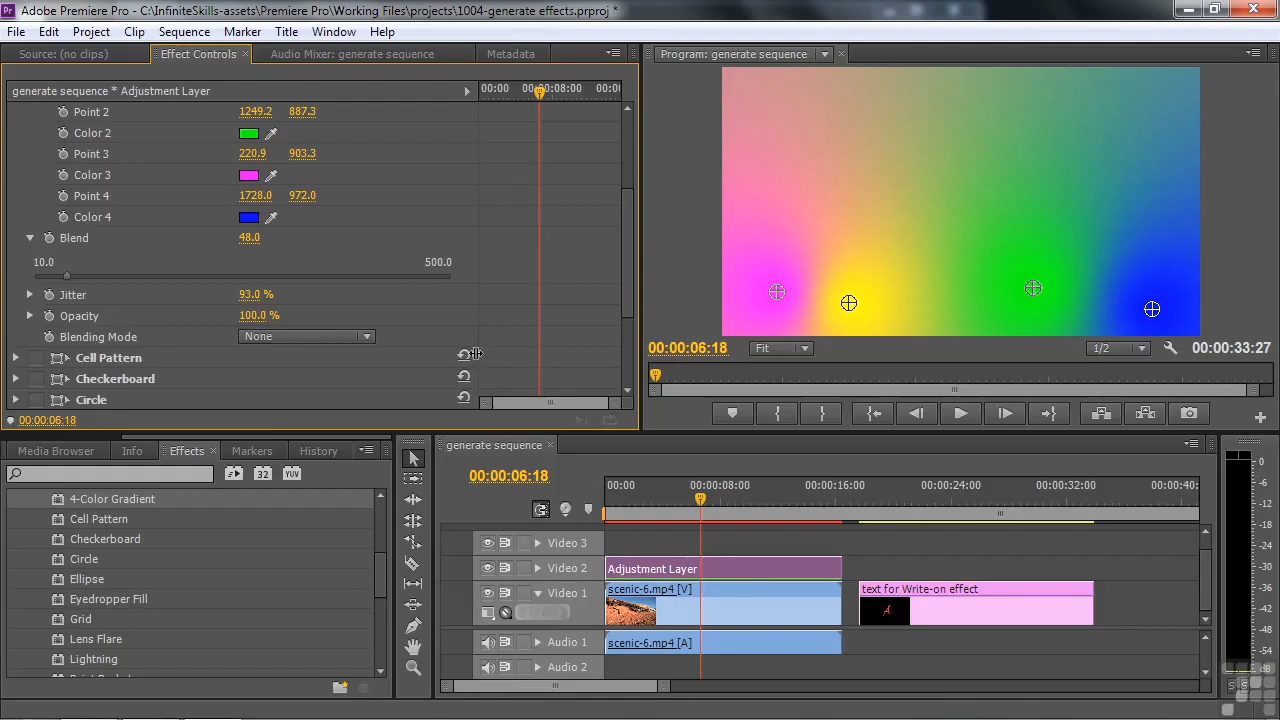 Pr Adobe Premiere Pro - C:\InfiniteSkills-assets\Premiere Pro\Working Files\projects\1004-generate effects.prproj *
File Edit Project Clip Sequence Marker Title Window Help
Source: (no clips) Effect Controls × Audio Mixer: generate sequence Metadata
Program: generate sequence
generate sequence * Adjustment Layer
00:00 00:00:08:00 00:0
Point 2 1249.2 887.3
Color 2
Point 3 220.9 903.3
Color 3
Point 4 1728.0 972.0
Color 4
Blend 48.0
10.0 500.0
Jitter 93.0 %
Opacity 100.0 %
Blending Mode None
Cell Pattern
Checkerboard
Circle
00:00:06:18
00:00:06:18 Fit 1/2 00:00:33:27
Media Browser Info Effects × Markers History
32 YUV
4-Color Gradient
Cell Pattern
Checkerboard
Circle
Ellipse
Eyedropper Fill
Grid
Lens Flare
Lightning
generate sequence ×
00:00:06:18
00:00 00:00:08:00 00:00:16:00 00:00:24:00 00:00:32:00 00:00:40:
Video 3
Video 2 Adjustment Layer
Video 1 scenic-6.mp4 [V] text for Write-on effect
A
Audio 1 scenic-6.mp4 [A]
Audio 2
0
-6
-12
-18
-24
-30
-36
-42
-48
-54
dB
S S